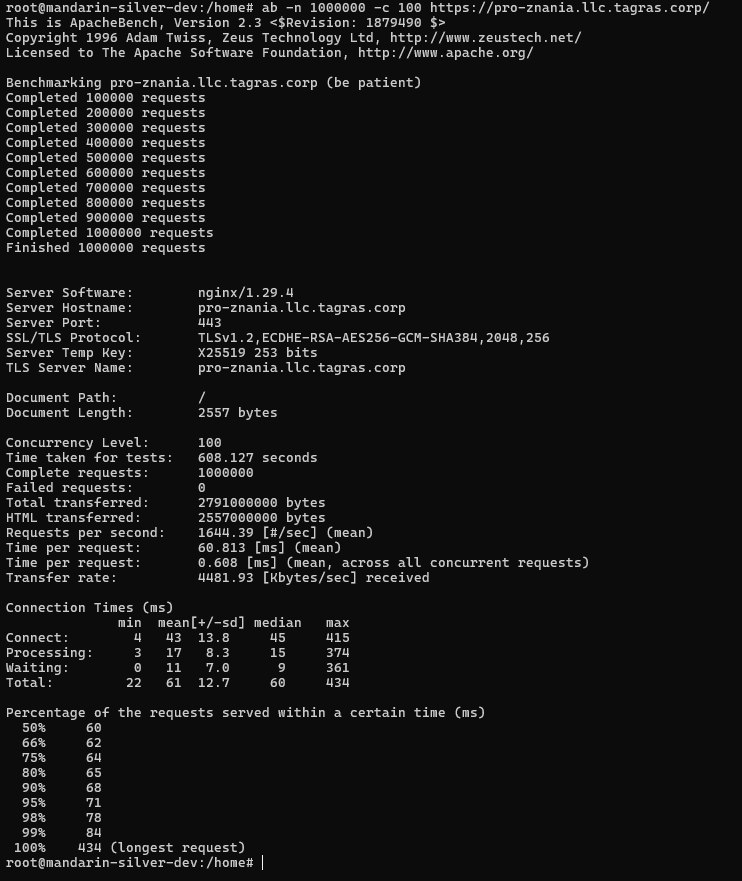 root@mandarin-silver-dev:/home# ab -n 1000000 -c 100 https://pro-znania.llc.tagras.corp/
This is ApacheBench, Version 2.3 <$Revision: 1879490 $>
Copyright 1996 Adam Twiss, Zeus Technology Ltd, http://www.zeustech.net/
Licensed to The Apache Software Foundation, http://www.apache.org/

Benchmarking pro-znania.llc.tagras.corp (be patient)
Completed 100000 requests
Completed 200000 requests
Completed 300000 requests
Completed 400000 requests
Completed 500000 requests
Completed 600000 requests
Completed 700000 requests
Completed 800000 requests
Completed 900000 requests
Completed 1000000 requests
Finished 1000000 requests


Server Software:        nginx/1.29.4
Server Hostname:        pro-znania.llc.tagras.corp
Server Port:            443
SSL/TLS Protocol:       TLSv1.2,ECDHE-RSA-AES256-GCM-SHA384,2048,256
Server Temp Key:        X25519 253 bits
TLS Server Name:        pro-znania.llc.tagras.corp

Document Path:          /
Document Length:        2557 bytes

Concurrency Level:      100
Time taken for tests:   608.127 seconds
Complete requests:      1000000
Failed requests:        0
Total transferred:      2791000000 bytes
HTML transferred:       2557000000 bytes
Requests per second:    1644.39 [#/sec] (mean)
Time per request:       60.813 [ms] (mean)
Time per request:       0.608 [ms] (mean, across all concurrent requests)
Transfer rate:          4481.93 [Kbytes/sec] received

Connection Times (ms)
              min  mean[+/-sd] median   max
Connect:        4   43  13.8     45     415
Processing:     3   17   8.3     15     374
Waiting:        0   11   7.0      9     361
Total:         22   61  12.7     60     434

Percentage of the requests served within a certain time (ms)
  50%     60
  66%     62
  75%     64
  80%     65
  90%     68
  95%     71
  98%     78
  99%     84
 100%    434 (longest request)
root@mandarin-silver-dev:/home#